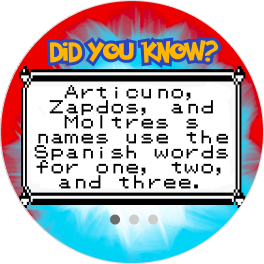 DiD YOU KNOW?
Articuno,
Zapdos, and
Moltres s
names use the
Spanish words
for one, two,
and three.